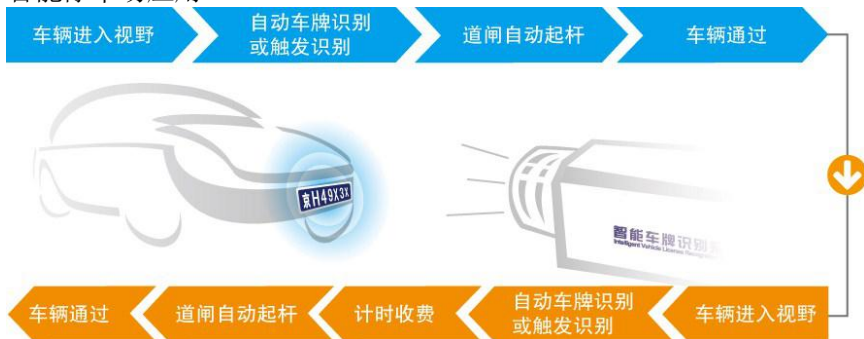 车辆进入视野
自动车牌识别
或触发识别
道闸自动起杆
车辆通过
京H49X3X
智能车牌识别
Intelligent Vehicle License
车辆通过
道闸自动起杆
计时收费
自动车牌识别
或触发识别
车辆进入视野